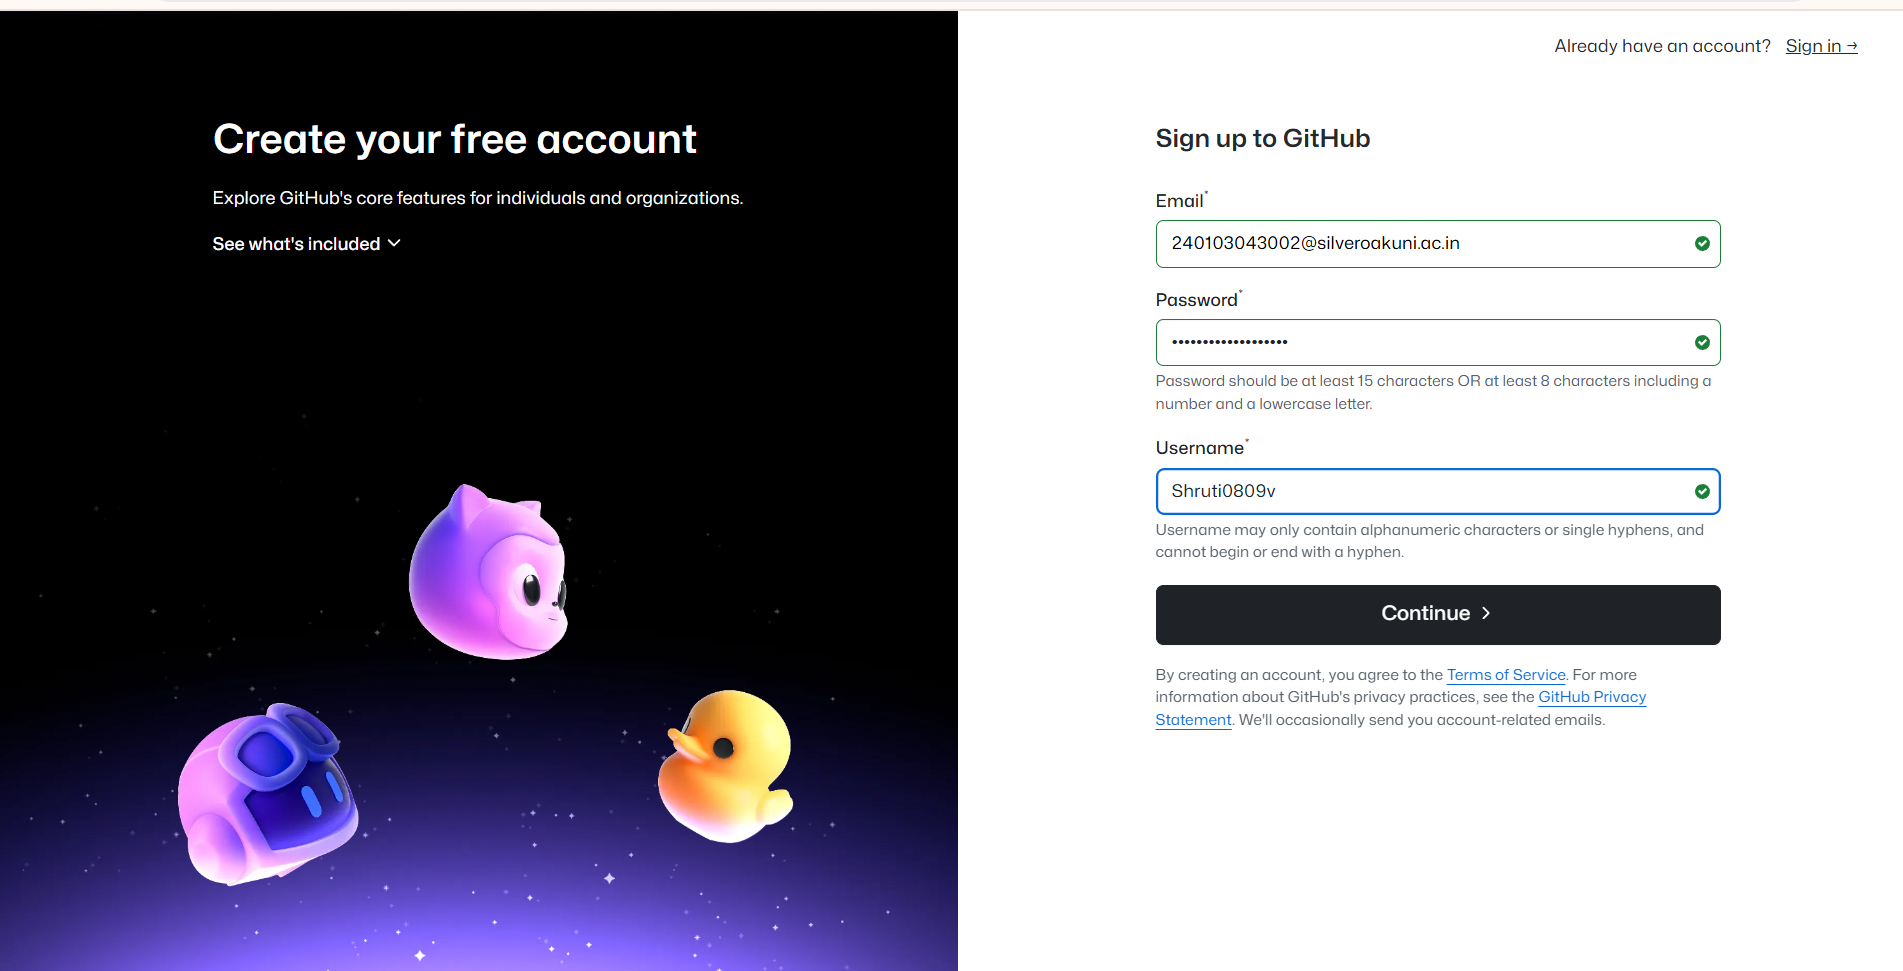 Already have an account? Sign in →
Create your free account
Explore GitHub's core features for individuals and organizations.
See what's included
Sign up to GitHub
Email*
240103043002@silveroakuni.ac.in
Password*
•••••••••••••••••••
Password should be at least 15 characters OR at least 8 characters including a
number and a lowercase letter.
Username*
Shruti0809v
Username may only contain alphanumeric characters or single hyphens, and
cannot begin or end with a hyphen.
Continue
By creating an account, you agree to the Terms of Service. For more
information about GitHub's privacy practices, see the GitHub Privacy
Statement. We'll occasionally send you account-related emails.